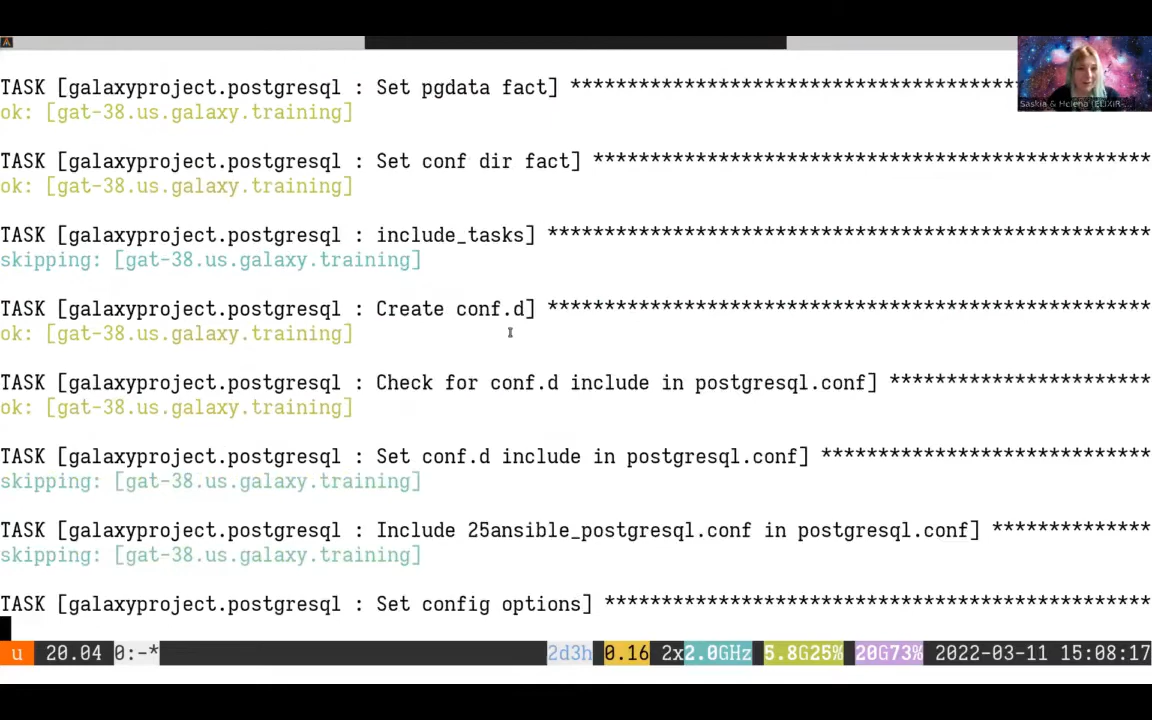 TASK [galaxyproject.postgresql : Set pgdata fact] ***************************************
ok: [gat-38.us.galaxy.training]
Saskia & Helena (ELIXIR-...
TASK [galaxyproject.postgresql : Set conf dir fact] *************************************************
ok: [gat-38.us.galaxy.training]
TASK [galaxyproject.postgresql : include_tasks] *****************************************************
skipping: [gat-38.us.galaxy.training]
TASK [galaxyproject.postgresql : Create conf.d] *****************************************************
ok: [gat-38.us.galaxy.training]
TASK [galaxyproject.postgresql : Check for conf.d include in postgresql.conf] ***********************
ok: [gat-38.us.galaxy.training]
TASK [galaxyproject.postgresql : Set conf.d include in postgresql.conf] *****************************
skipping: [gat-38.us.galaxy.training]
TASK [galaxyproject.postgresql : Include 25ansible_postgresql.conf in postgresql.conf] **************
skipping: [gat-38.us.galaxy.training]
TASK [galaxyproject.postgresql : Set config options] ************************************************
u 20.04 0:-* 2d3h 0.16 2x2.0GHz 5.8G25% 20G73% 2022-03-11 15:08:17